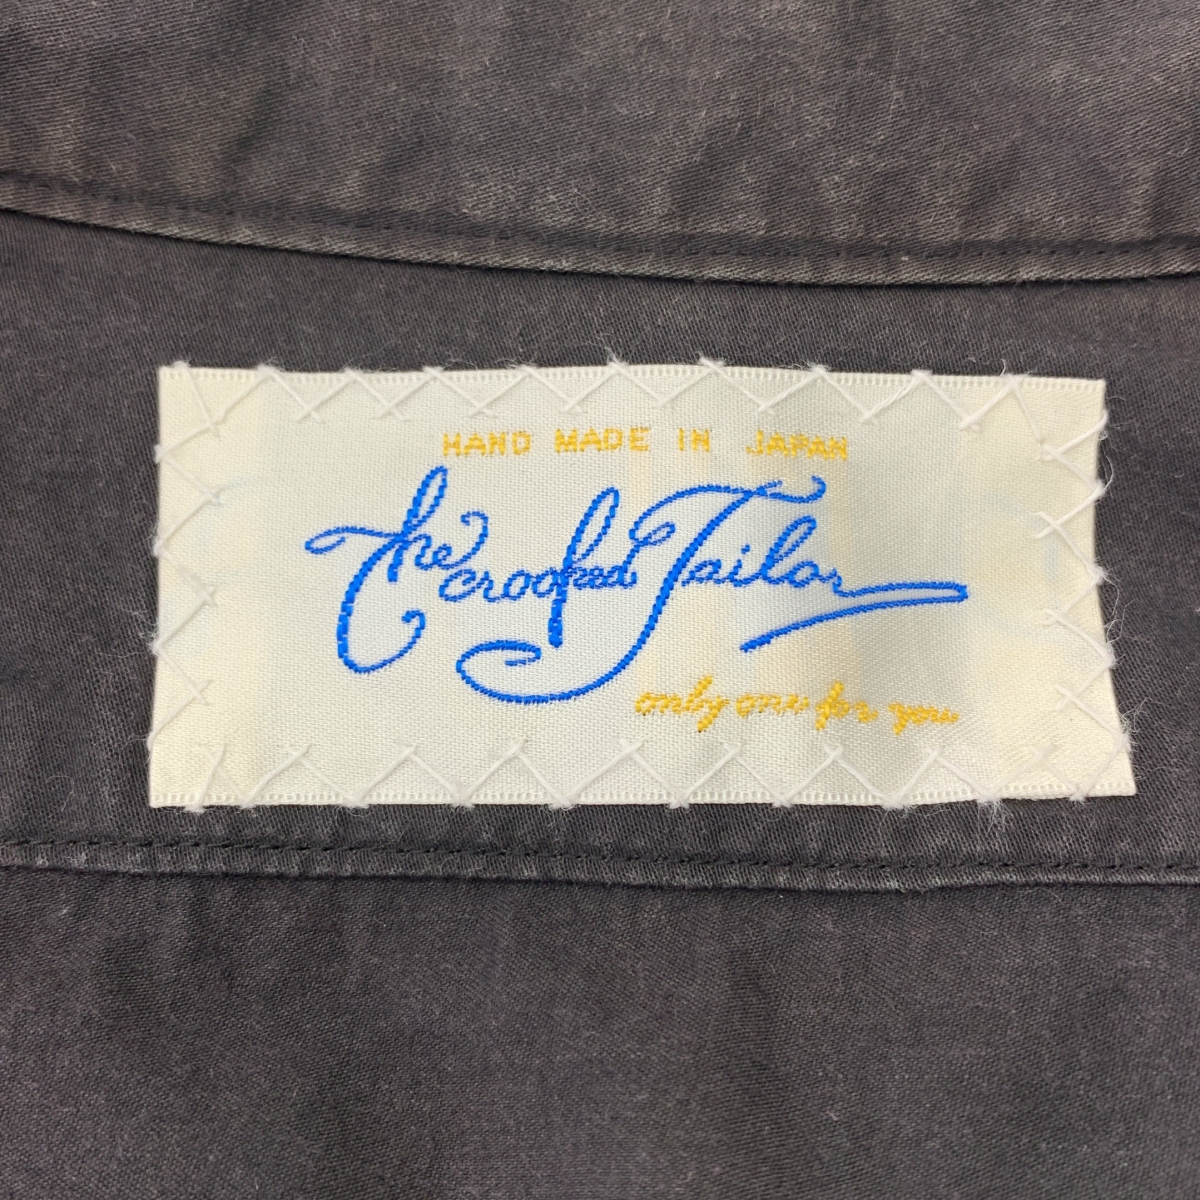 HAND MADE IN JAPAN
The crooked Tailor
only one for you